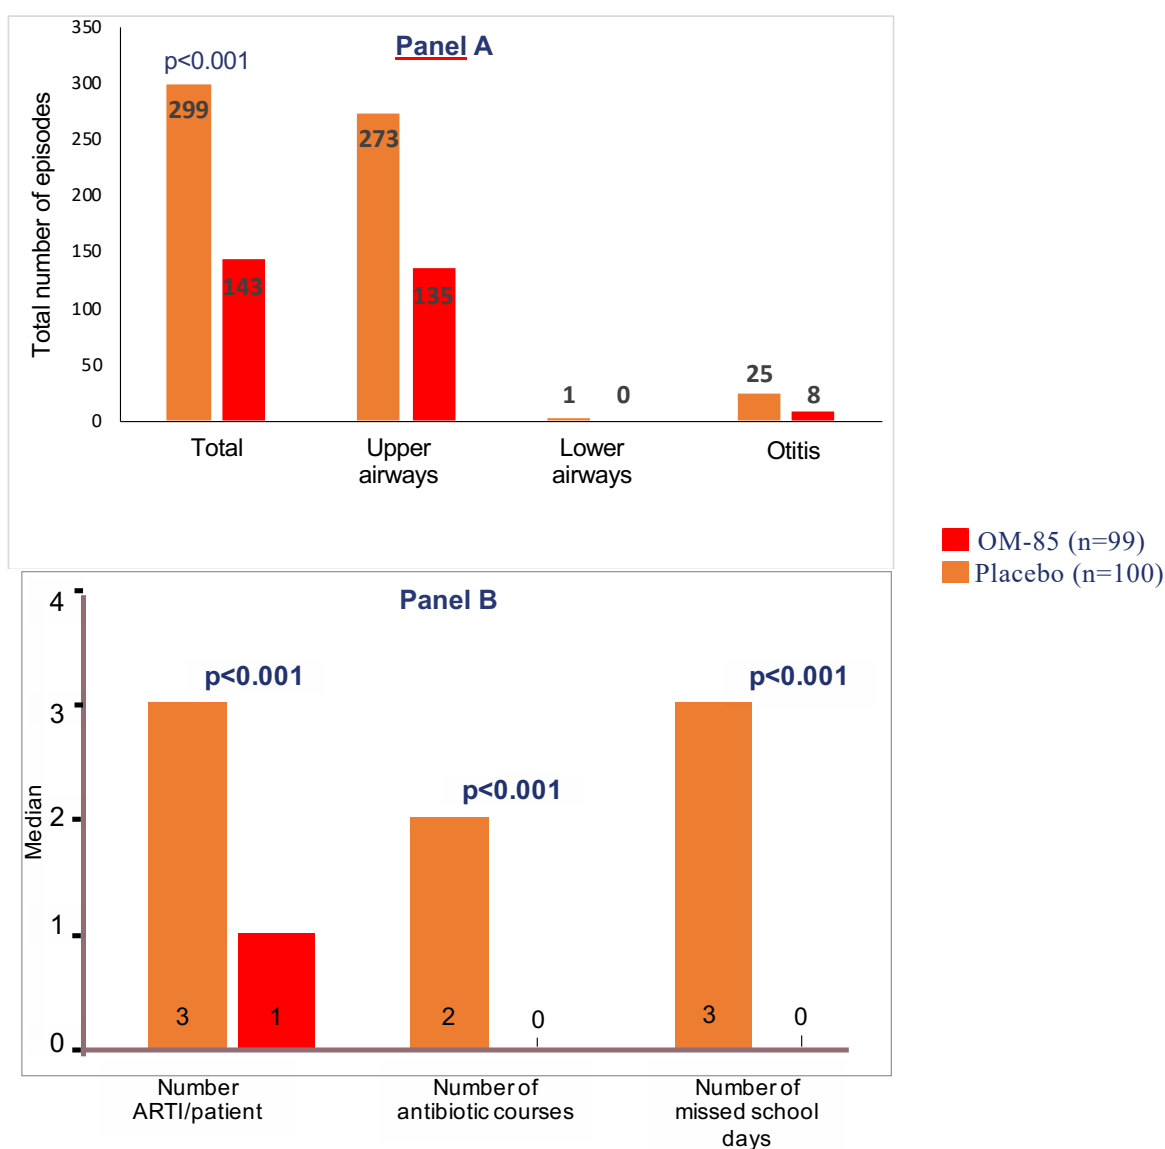 Panel A
p<0.001
350
300
250
200
150
100
50
0
Total number of episodes
299
143
273
135
1
0
25
8
Total
Upper
airways
Lower
airways
Otitis
OM-85 (n=99)
Placebo (n=100)
Panel B
4
3
2
1
0
Median
p<0.001
p<0.001
p<0.001
3
1
2
0
3
0
Number
ARTI/patient
Number of
antibiotic courses
Number of
missed school
days